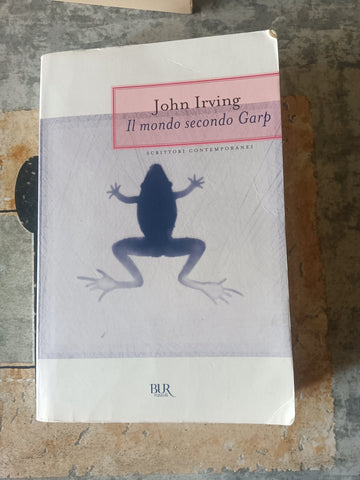 John Irving
Il mondo secondo Garp
SCRITTORI CONTEMPORANEI
BUR